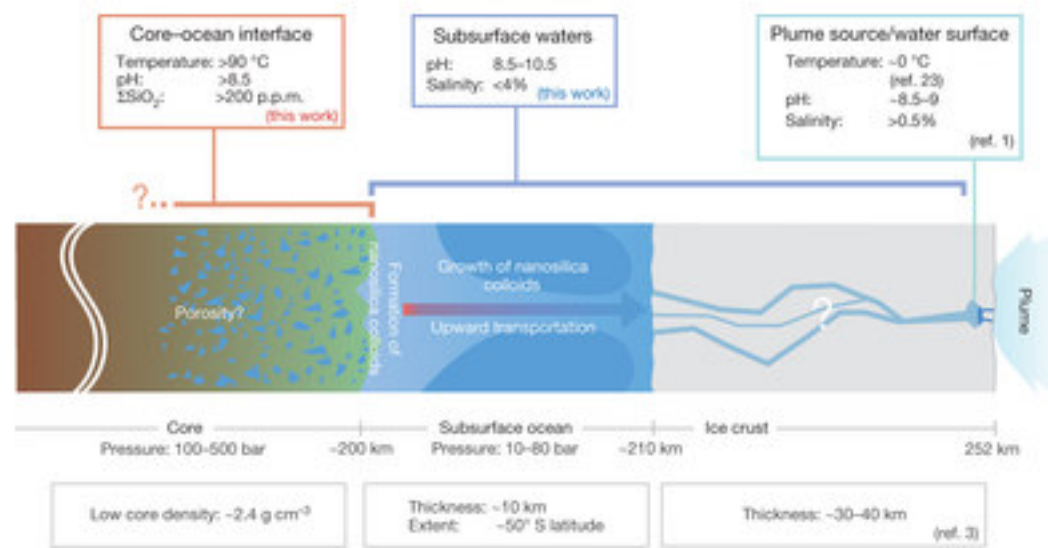 Core–ocean interface
Temperature: >90 °C
pH: >8.5
ΣSiO₂: >200 p.p.m.
(this work)
Subsurface waters
pH: 8.5–10.5
Salinity: <4% (this work)
Plume source/water surface
Temperature: ~0 °C
(ref. 23)
pH: ~8.5–9
Salinity: >0.5%
(ref. 1)
?..
Porosity?
Formation of
nanosilica colloids
Growth of nanosilica
colloids
Upward transportation
?
Plume
Core
Pressure: 100–500 bar
~200 km
Subsurface ocean
Pressure: 10–80 bar
~210 km
Ice crust
252 km
Low core density: ~2.4 g cm⁻³
Thickness: ~10 km
Extent: ~50° S latitude
Thickness: ~30–40 km
(ref. 3)